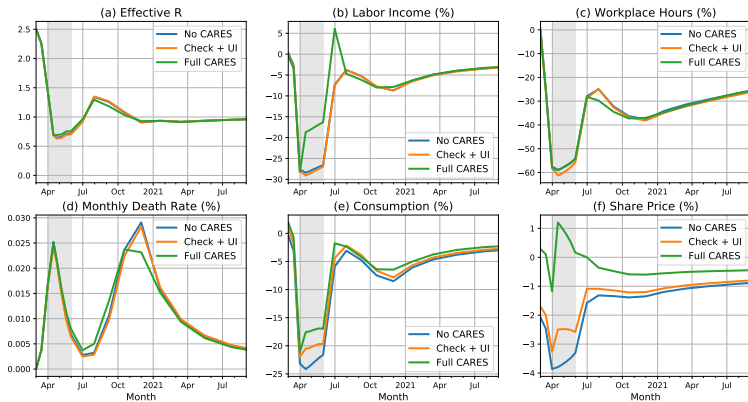 (a) Effective R
2.5
2.0
1.5
1.0
0.5
0.0
Apr Jul Oct 2021 Apr Jul
No CARES
Check + UI
Full CARES
(b) Labor Income (%)
5
0
−5
−10
−15
−20
−25
−30
Apr Jul Oct 2021 Apr Jul
No CARES
Check + UI
Full CARES
(c) Workplace Hours (%)
0
−10
−20
−30
−40
−50
−60
Apr Jul Oct 2021 Apr Jul
No CARES
Check + UI
Full CARES
(d) Monthly Death Rate (%)
0.030
0.025
0.020
0.015
0.010
0.005
0.000
Apr Jul Oct 2021 Apr Jul
Month
No CARES
Check + UI
Full CARES
(e) Consumption (%)
0
−5
−10
−15
−20
−25
Apr Jul Oct 2021 Apr Jul
Month
No CARES
Check + UI
Full CARES
(f) Share Price (%)
1
0
−1
−2
−3
−4
Apr Jul Oct 2021 Apr Jul
Month
No CARES
Check + UI
Full CARES